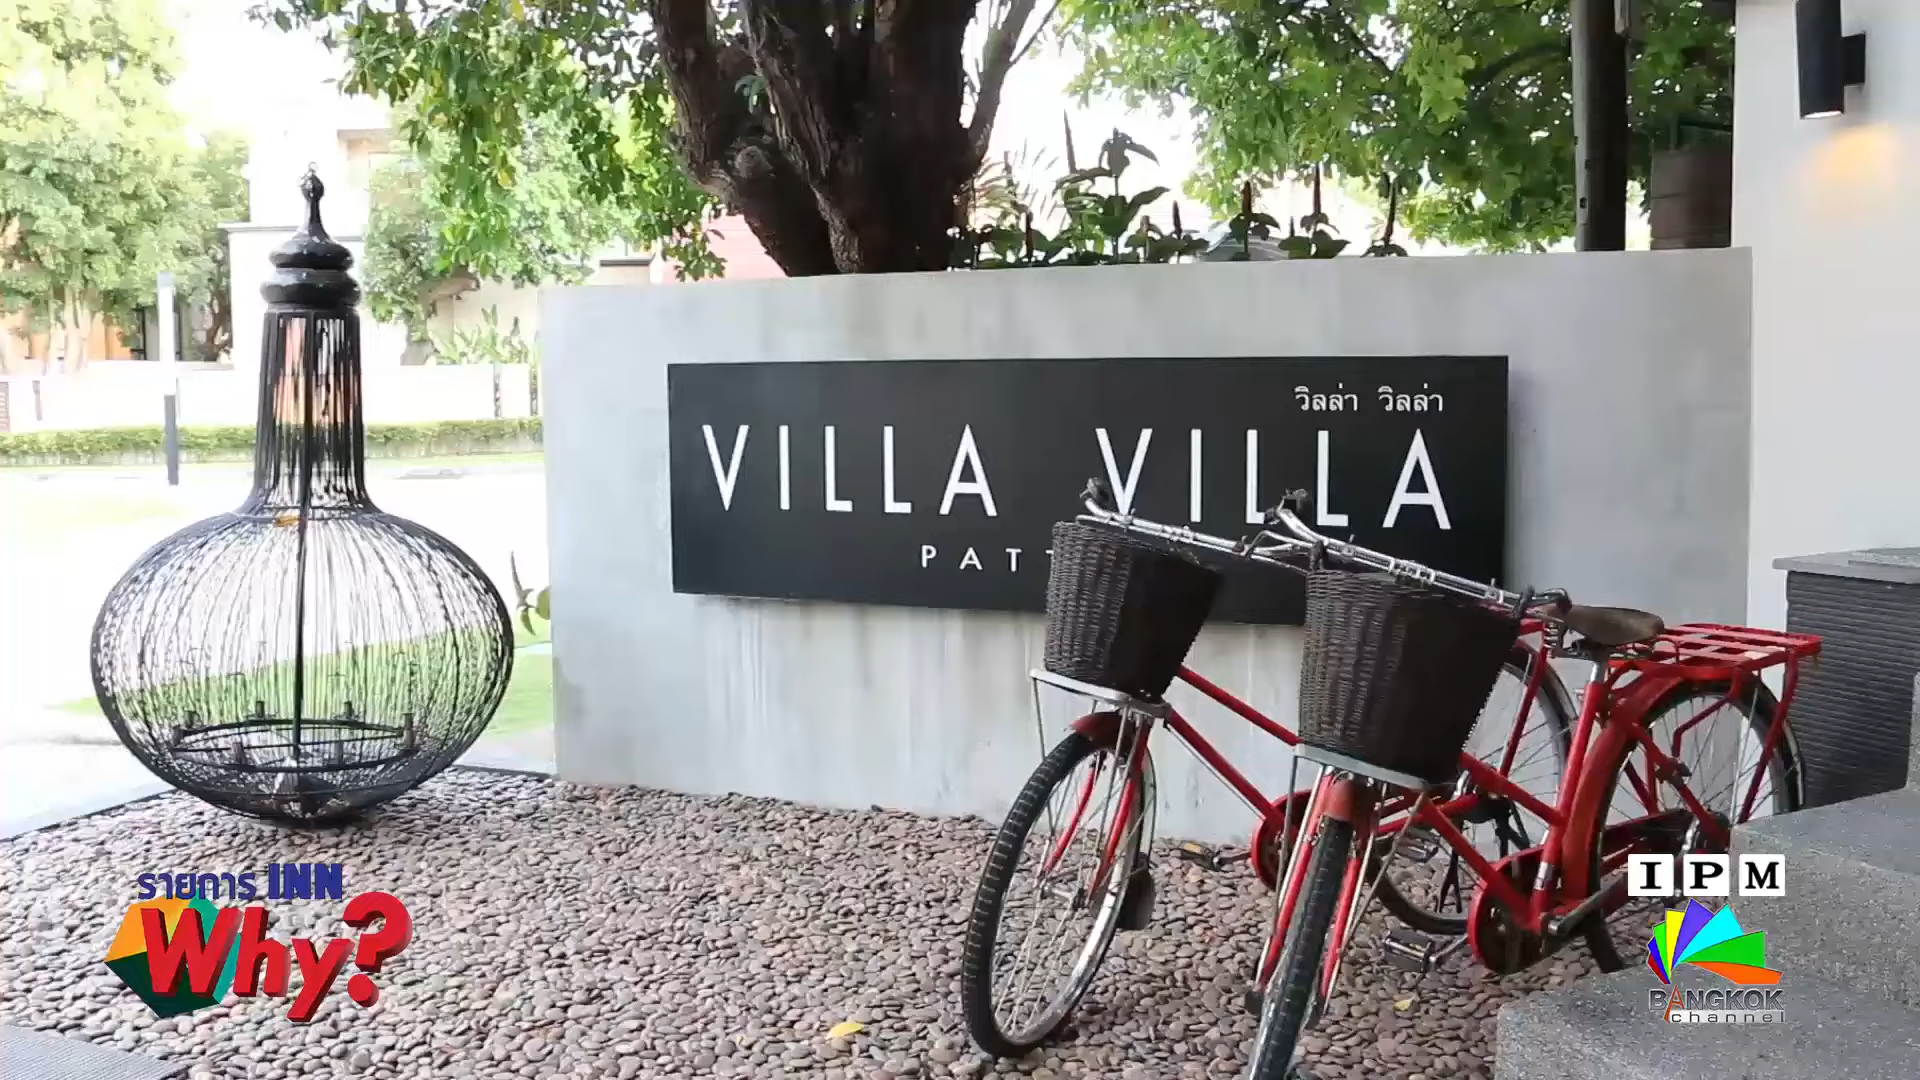 วิลล่า วิลล่า
VILLA VILLA
PATT
รายการ INN
Why?
IPM
BANGKOK
channel